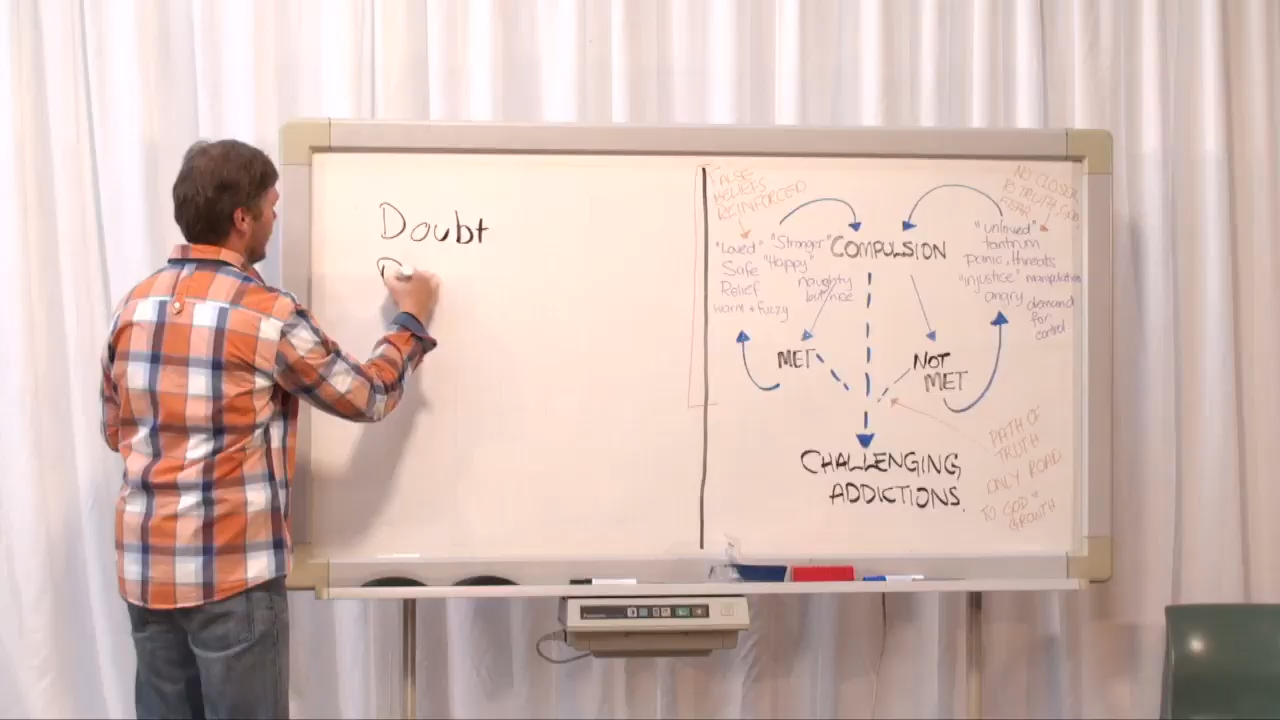 Doubt
D
FALSE
BELIEFS
REINFORCED
"Loved"
Safe
Relief
warm + fuzzy
"Stronger"
"Happy"
naughty
but nice
COMPULSION
MET
NOT
MET
CHALLENGING
ADDICTIONS.
NO CLOSER
TO TRUTH, GOD,
FEAR
"unloved"
tantrum
panic, threats
"injustice" manipulation
angry
demand
for
control.
PATH OF
TRUTH
ONLY ROAD
TO GOD +
GROWTH
Panasonic